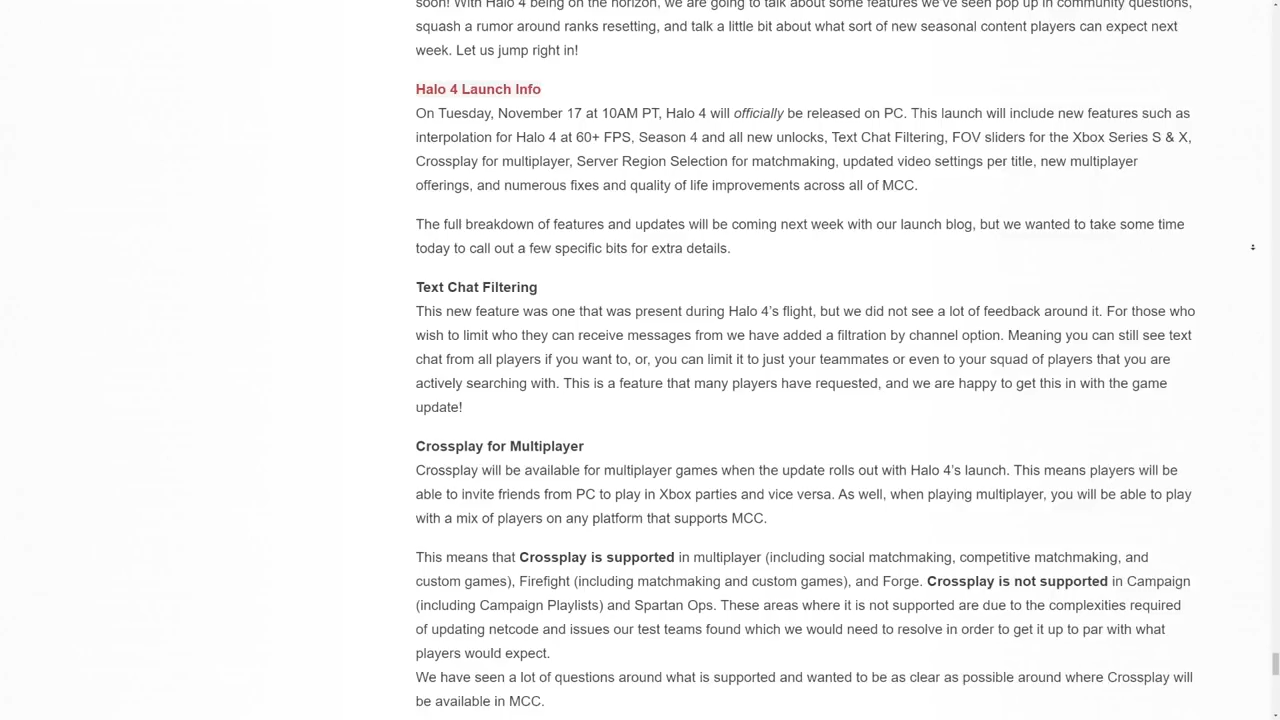 soon! With Halo 4 being on the horizon, we are going to talk about some features we've seen pop up in community questions,
squash a rumor around ranks resetting, and talk a little bit about what sort of new seasonal content players can expect next
week. Let us jump right in!
Halo 4 Launch Info
On Tuesday, November 17 at 10AM PT, Halo 4 will officially be released on PC. This launch will include new features such as
interpolation for Halo 4 at 60+ FPS, Season 4 and all new unlocks, Text Chat Filtering, FOV sliders for the Xbox Series S & X,
Crossplay for multiplayer, Server Region Selection for matchmaking, updated video settings per title, new multiplayer
offerings, and numerous fixes and quality of life improvements across all of MCC.
The full breakdown of features and updates will be coming next week with our launch blog, but we wanted to take some time
today to call out a few specific bits for extra details.
Text Chat Filtering
This new feature was one that was present during Halo 4's flight, but we did not see a lot of feedback around it. For those who
wish to limit who they can receive messages from we have added a filtration by channel option. Meaning you can still see text
chat from all players if you want to, or, you can limit it to just your teammates or even to your squad of players that you are
actively searching with. This is a feature that many players have requested, and we are happy to get this in with the game
update!
Crossplay for Multiplayer
Crossplay will be available for multiplayer games when the update rolls out with Halo 4's launch. This means players will be
able to invite friends from PC to play in Xbox parties and vice versa. As well, when playing multiplayer, you will be able to play
with a mix of players on any platform that supports MCC.
This means that Crossplay is supported in multiplayer (including social matchmaking, competitive matchmaking, and
custom games), Firefight (including matchmaking and custom games), and Forge. Crossplay is not supported in Campaign
(including Campaign Playlists) and Spartan Ops. These areas where it is not supported are due to the complexities required
of updating netcode and issues our test teams found which we would need to resolve in order to get it up to par with what
players would expect.
We have seen a lot of questions around what is supported and wanted to be as clear as possible around where Crossplay will
be available in MCC.